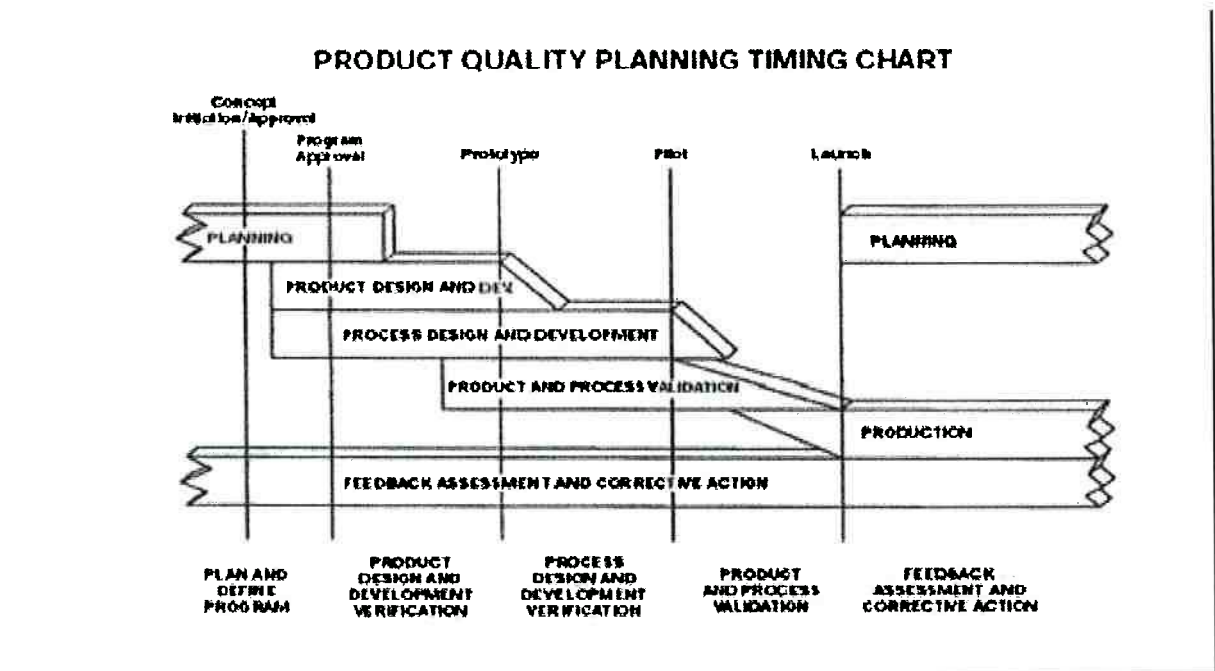 PRODUCT QUALITY PLANNING TIMING CHART
Concept
Initiation/Approval
Program
Approval
Prototype
Pilot
Launch
PLANNING
PLANNING
PRODUCT DESIGN AND DEV.
PROCESS DESIGN AND DEVELOPMENT
PRODUCT AND PROCESS VALIDATION
PRODUCTION
FEEDBACK ASSESSMENT AND CORRECTIVE ACTION
PLAN AND
DEFINE
PROGRAM
PRODUCT
DESIGN AND
DEVELOPMENT
VERIFICATION
PROCESS
DESIGN AND
DEVELOPMENT
VERIFICATION
PRODUCT
AND PROCESS
VALIDATION
FEEDBACK
ASSESSMENT AND
CORRECTIVE ACTION